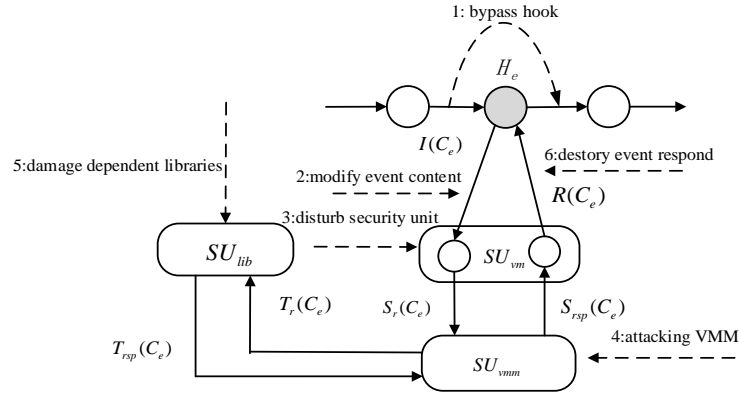 1: bypass hook
H_e
I(C_e)
5:damage dependent libraries
6:destory event respond
2:modify event content
R(C_e)
3:disturb security unit
SU_lib
SU_vm
T_r(C_e)
S_r(C_e)
S_rsp(C_e)
T_rsp(C_e)
4:attacking VMM
SU_vmm